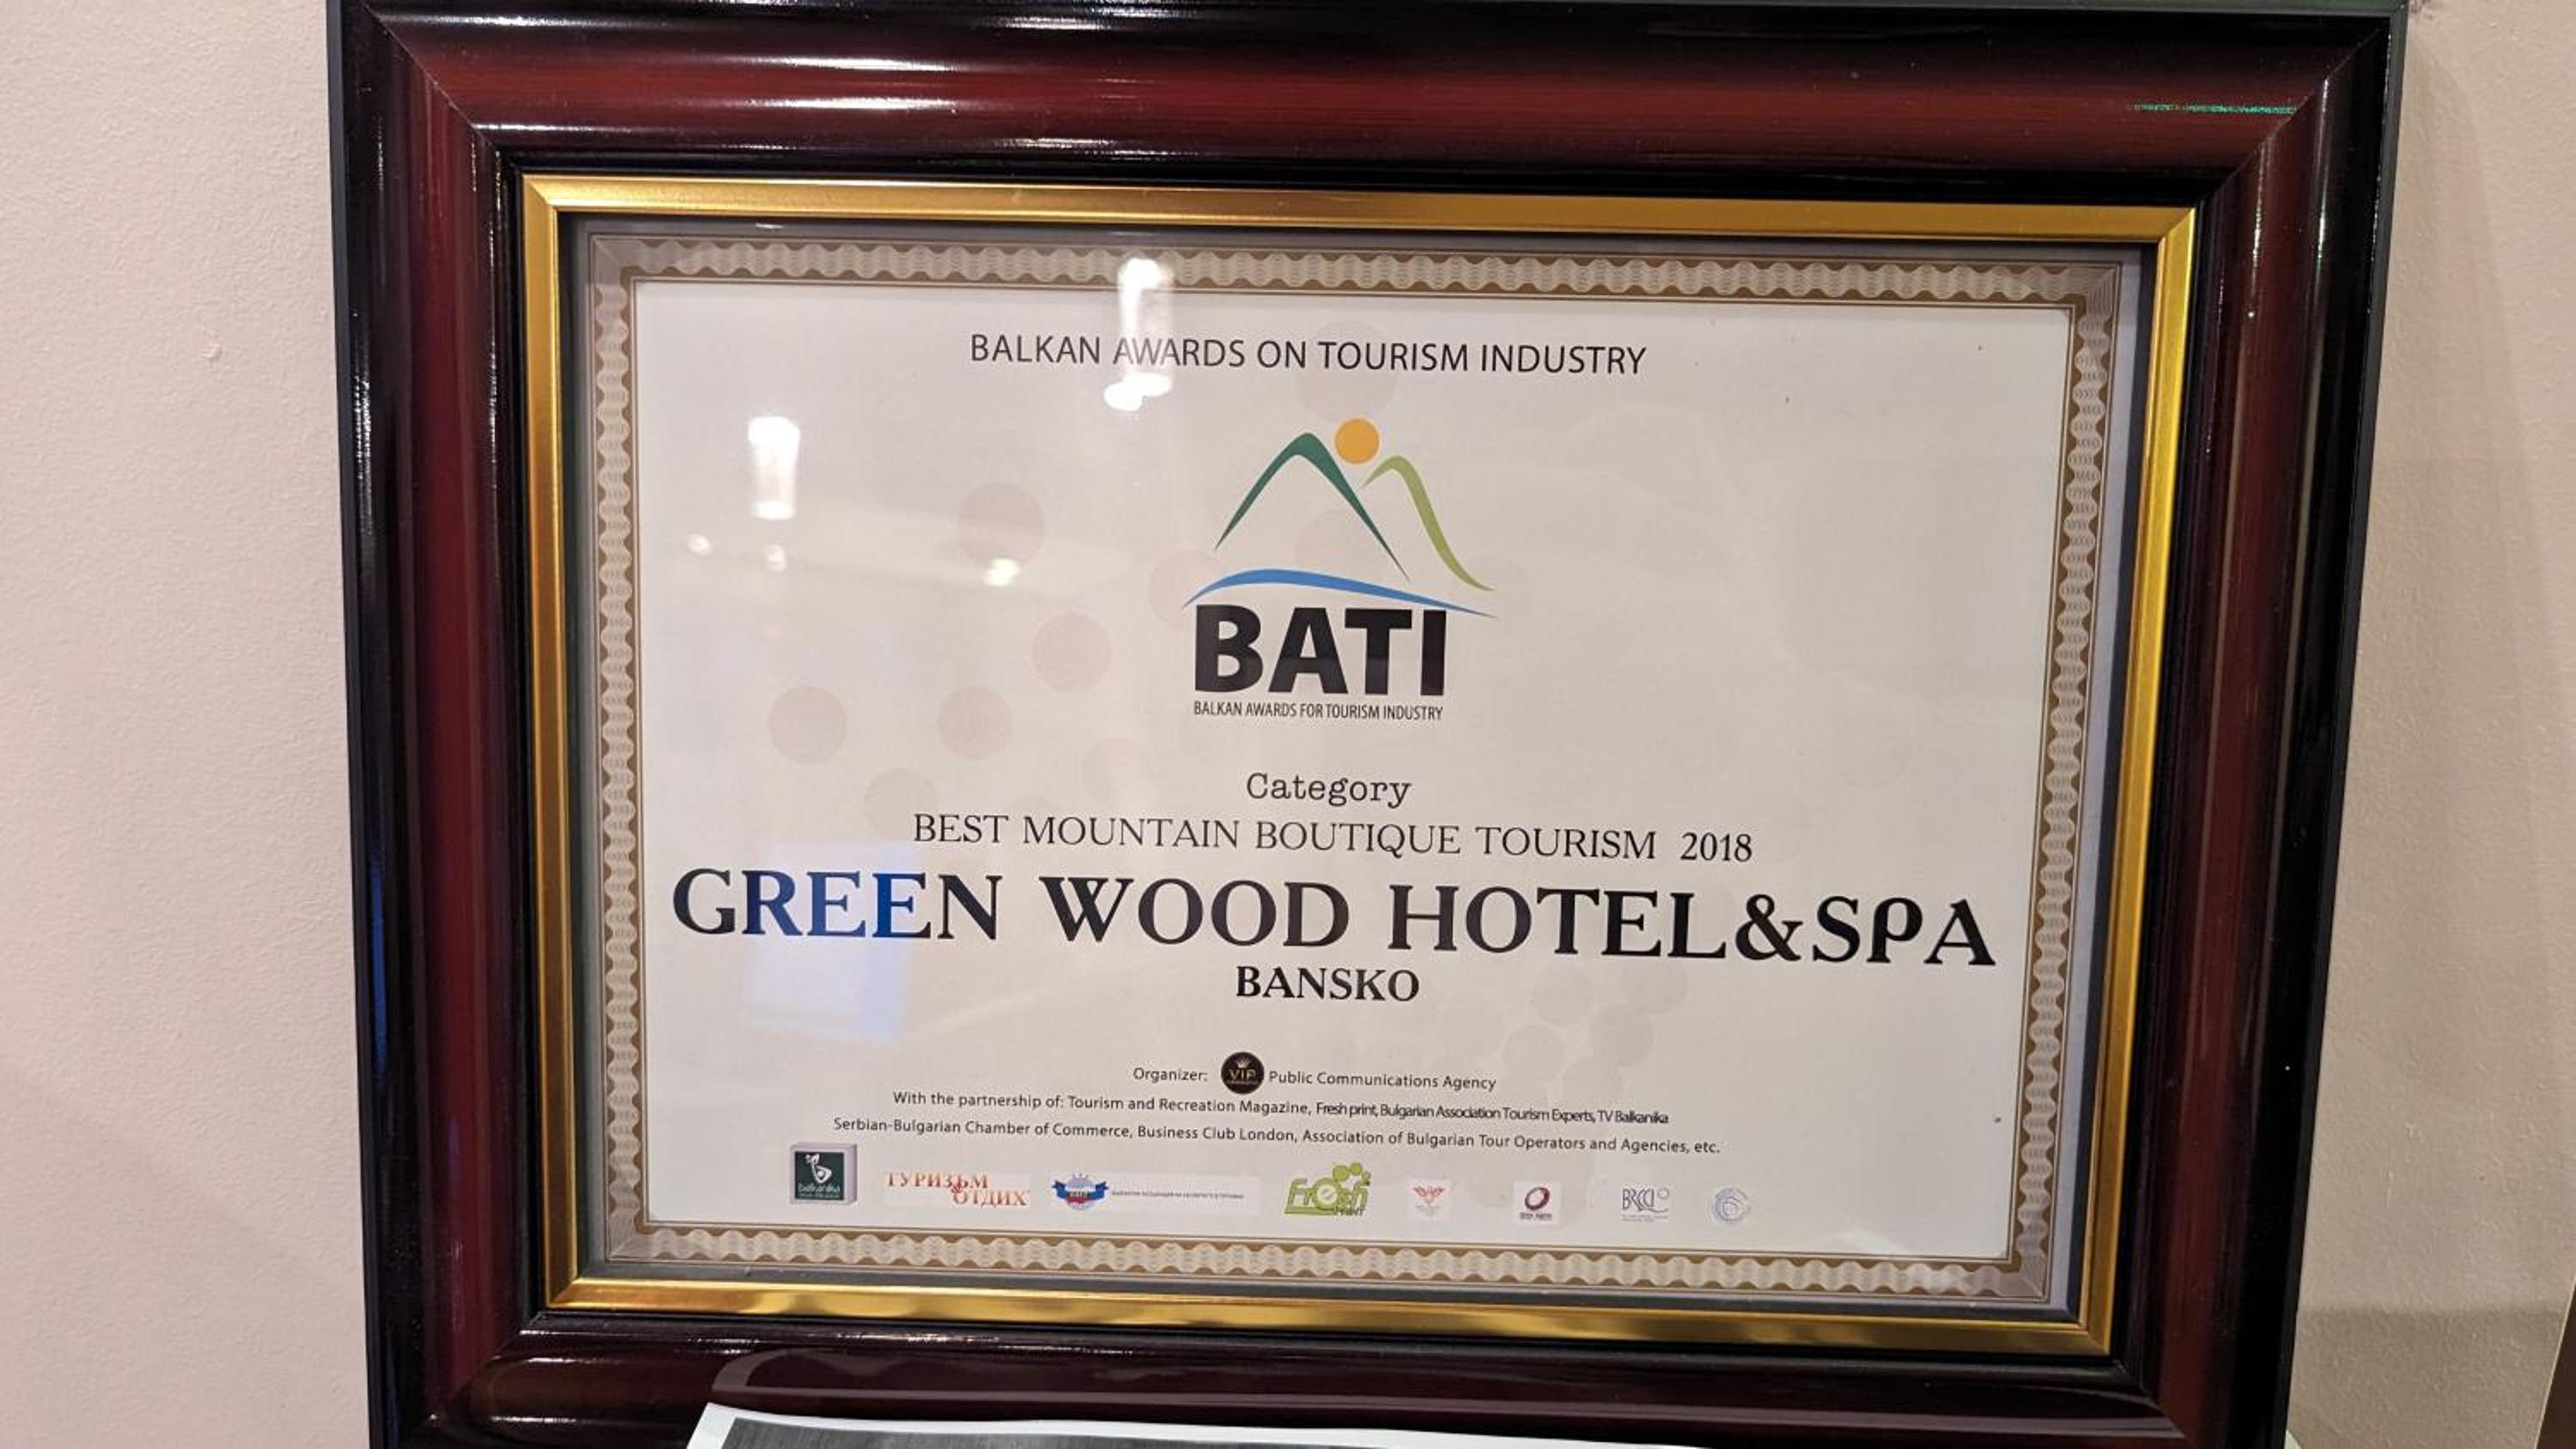 BALKAN AWARDS ON TOURISM INDUSTRY
BATI
BALKAN AWARDS FOR TOURISM INDUSTRY
Category
BEST MOUNTAIN BOUTIQUE TOURISM 2018
GREEN WOOD HOTEL&SPA
BANSKO
Organizer: VIP Public Communications Agency
With the partnership of: Tourism and Recreation Magazine, Fresh print, Bulgarian Association Tourism Experts, TV Balkanika
Serbian-Bulgarian Chamber of Commerce, Business Club London, Association of Bulgarian Tour Operators and Agencies, etc.
balkanika
ТУРИЗЪМ
ОТДИХ
Fresh
PRINT